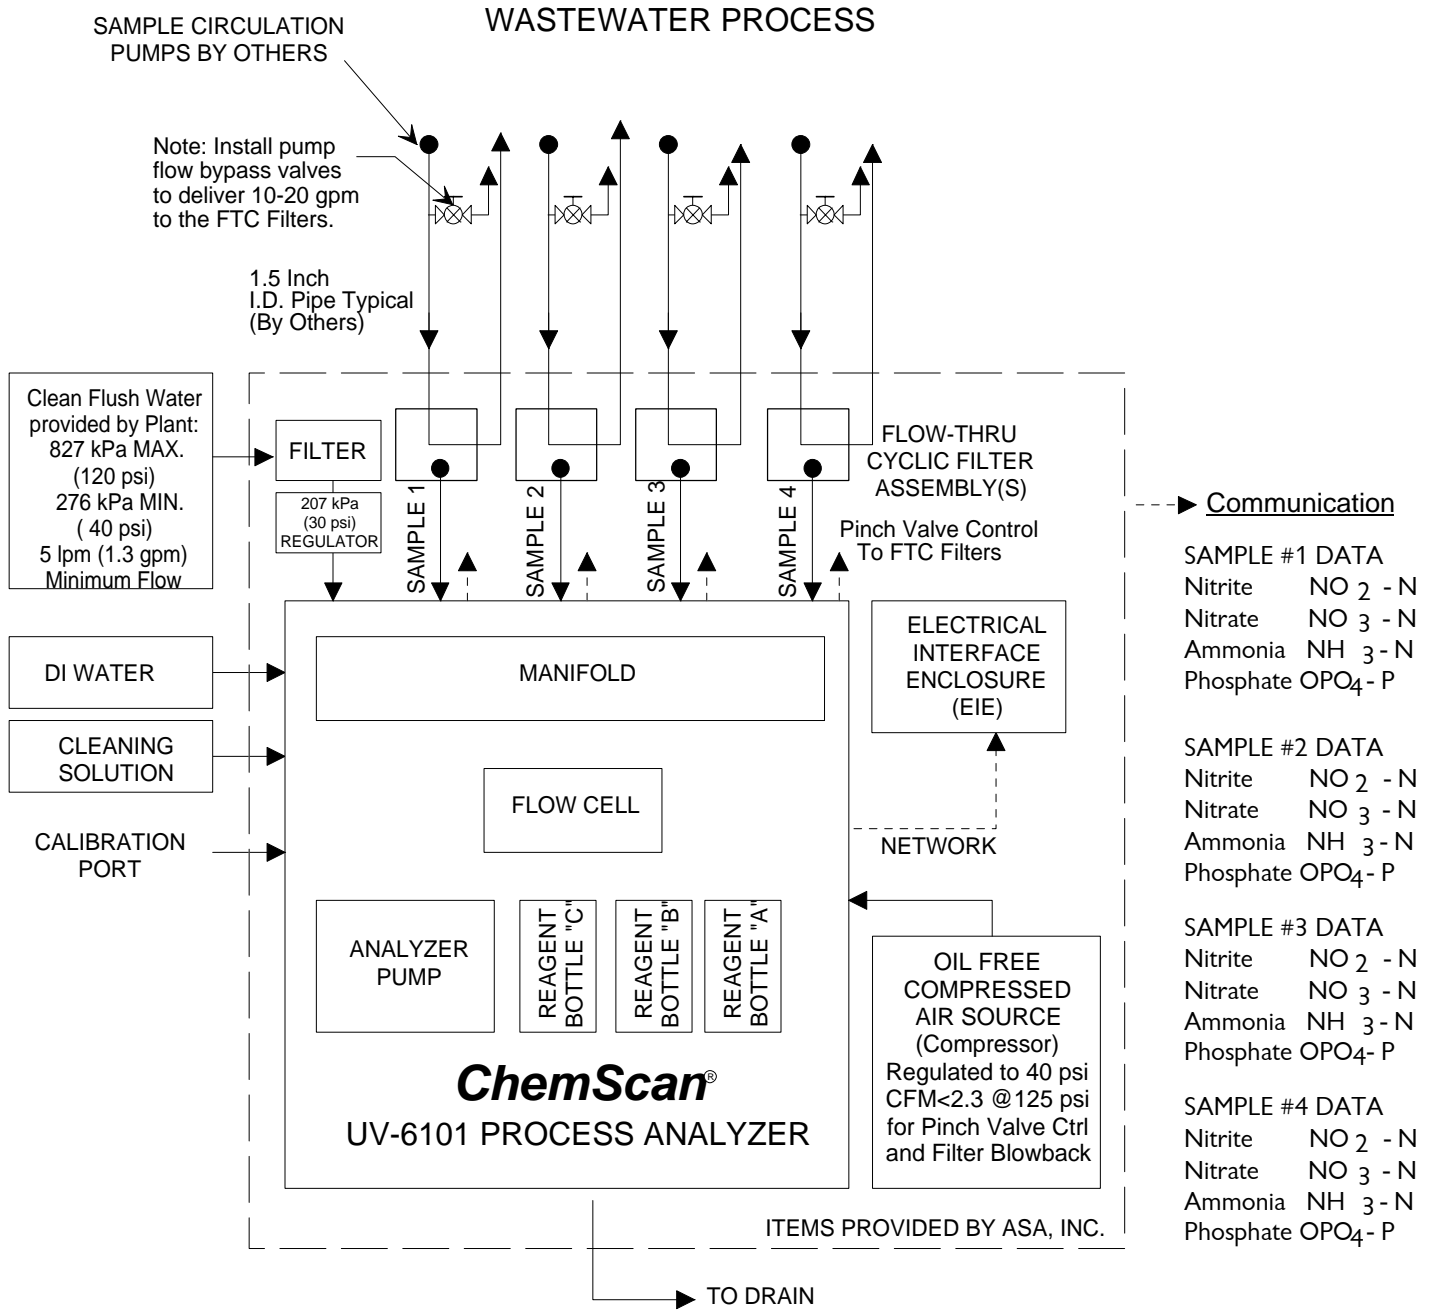 WASTEWATER PROCESS
SAMPLE CIRCULATION
PUMPS BY OTHERS
Note: Install pump
flow bypass valves
to deliver 10-20 gpm
to the FTC Filters.
1.5 Inch
I.D. Pipe Typical
(By Others)
Clean Flush Water
provided by Plant:
827 kPa MAX.
(120 psi)
276 kPa MIN.
( 40 psi)
5 lpm (1.3 gpm)
Minimum Flow
FILTER
207 kPa
(30 psi)
REGULATOR
SAMPLE 1
SAMPLE 2
SAMPLE 3
SAMPLE 4
FLOW-THRU
CYCLIC FILTER
ASSEMBLY(S)
Pinch Valve Control
To FTC Filters
DI WATER
CLEANING
SOLUTION
CALIBRATION
PORT
MANIFOLD
FLOW CELL
ANALYZER
PUMP
REAGENT
BOTTLE "C"
REAGENT
BOTTLE "B"
REAGENT
BOTTLE "A"
ChemScan®
UV-6101 PROCESS ANALYZER
ELECTRICAL
INTERFACE
ENCLOSURE
(EIE)
NETWORK
OIL FREE
COMPRESSED
AIR SOURCE
(Compressor)
Regulated to 40 psi
CFM<2.3 @125 psi
for Pinch Valve Ctrl
and Filter Blowback
ITEMS PROVIDED BY ASA, INC.
TO DRAIN
Communication
SAMPLE #1 DATA
Nitrite NO 2 - N
Nitrate NO 3 - N
Ammonia NH 3 - N
Phosphate OPO4 - P
SAMPLE #2 DATA
Nitrite NO 2 - N
Nitrate NO 3 - N
Ammonia NH 3 - N
Phosphate OPO4 - P
SAMPLE #3 DATA
Nitrite NO 2 - N
Nitrate NO 3 - N
Ammonia NH 3 - N
Phosphate OPO4 - P
SAMPLE #4 DATA
Nitrite NO 2 - N
Nitrate NO 3 - N
Ammonia NH 3 - N
Phosphate OPO4 - P